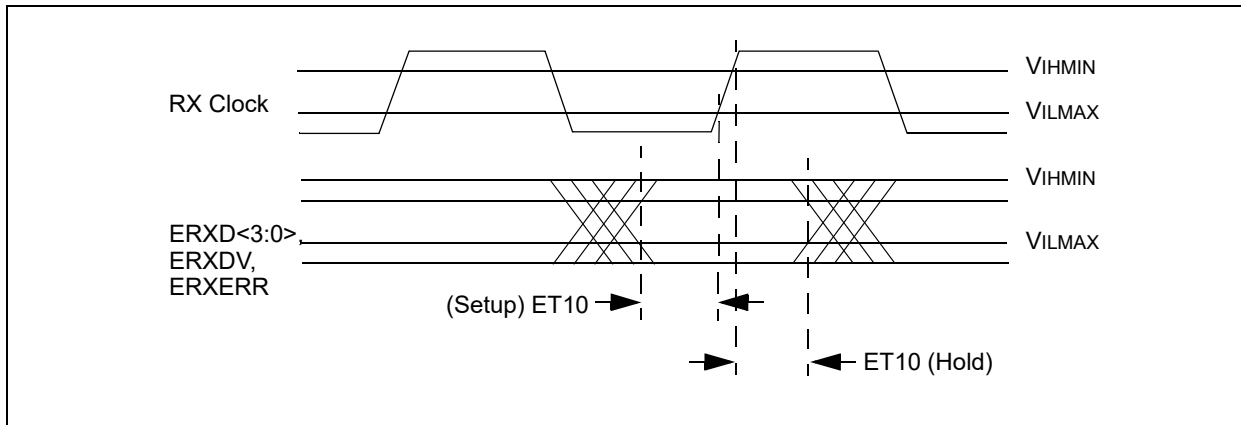 VIHMIN
RX Clock
VILMAX
VIHMIN
ERXD<3:0>,
ERXDV,
ERXERR
VILMAX
(Setup) ET10
ET10 (Hold)